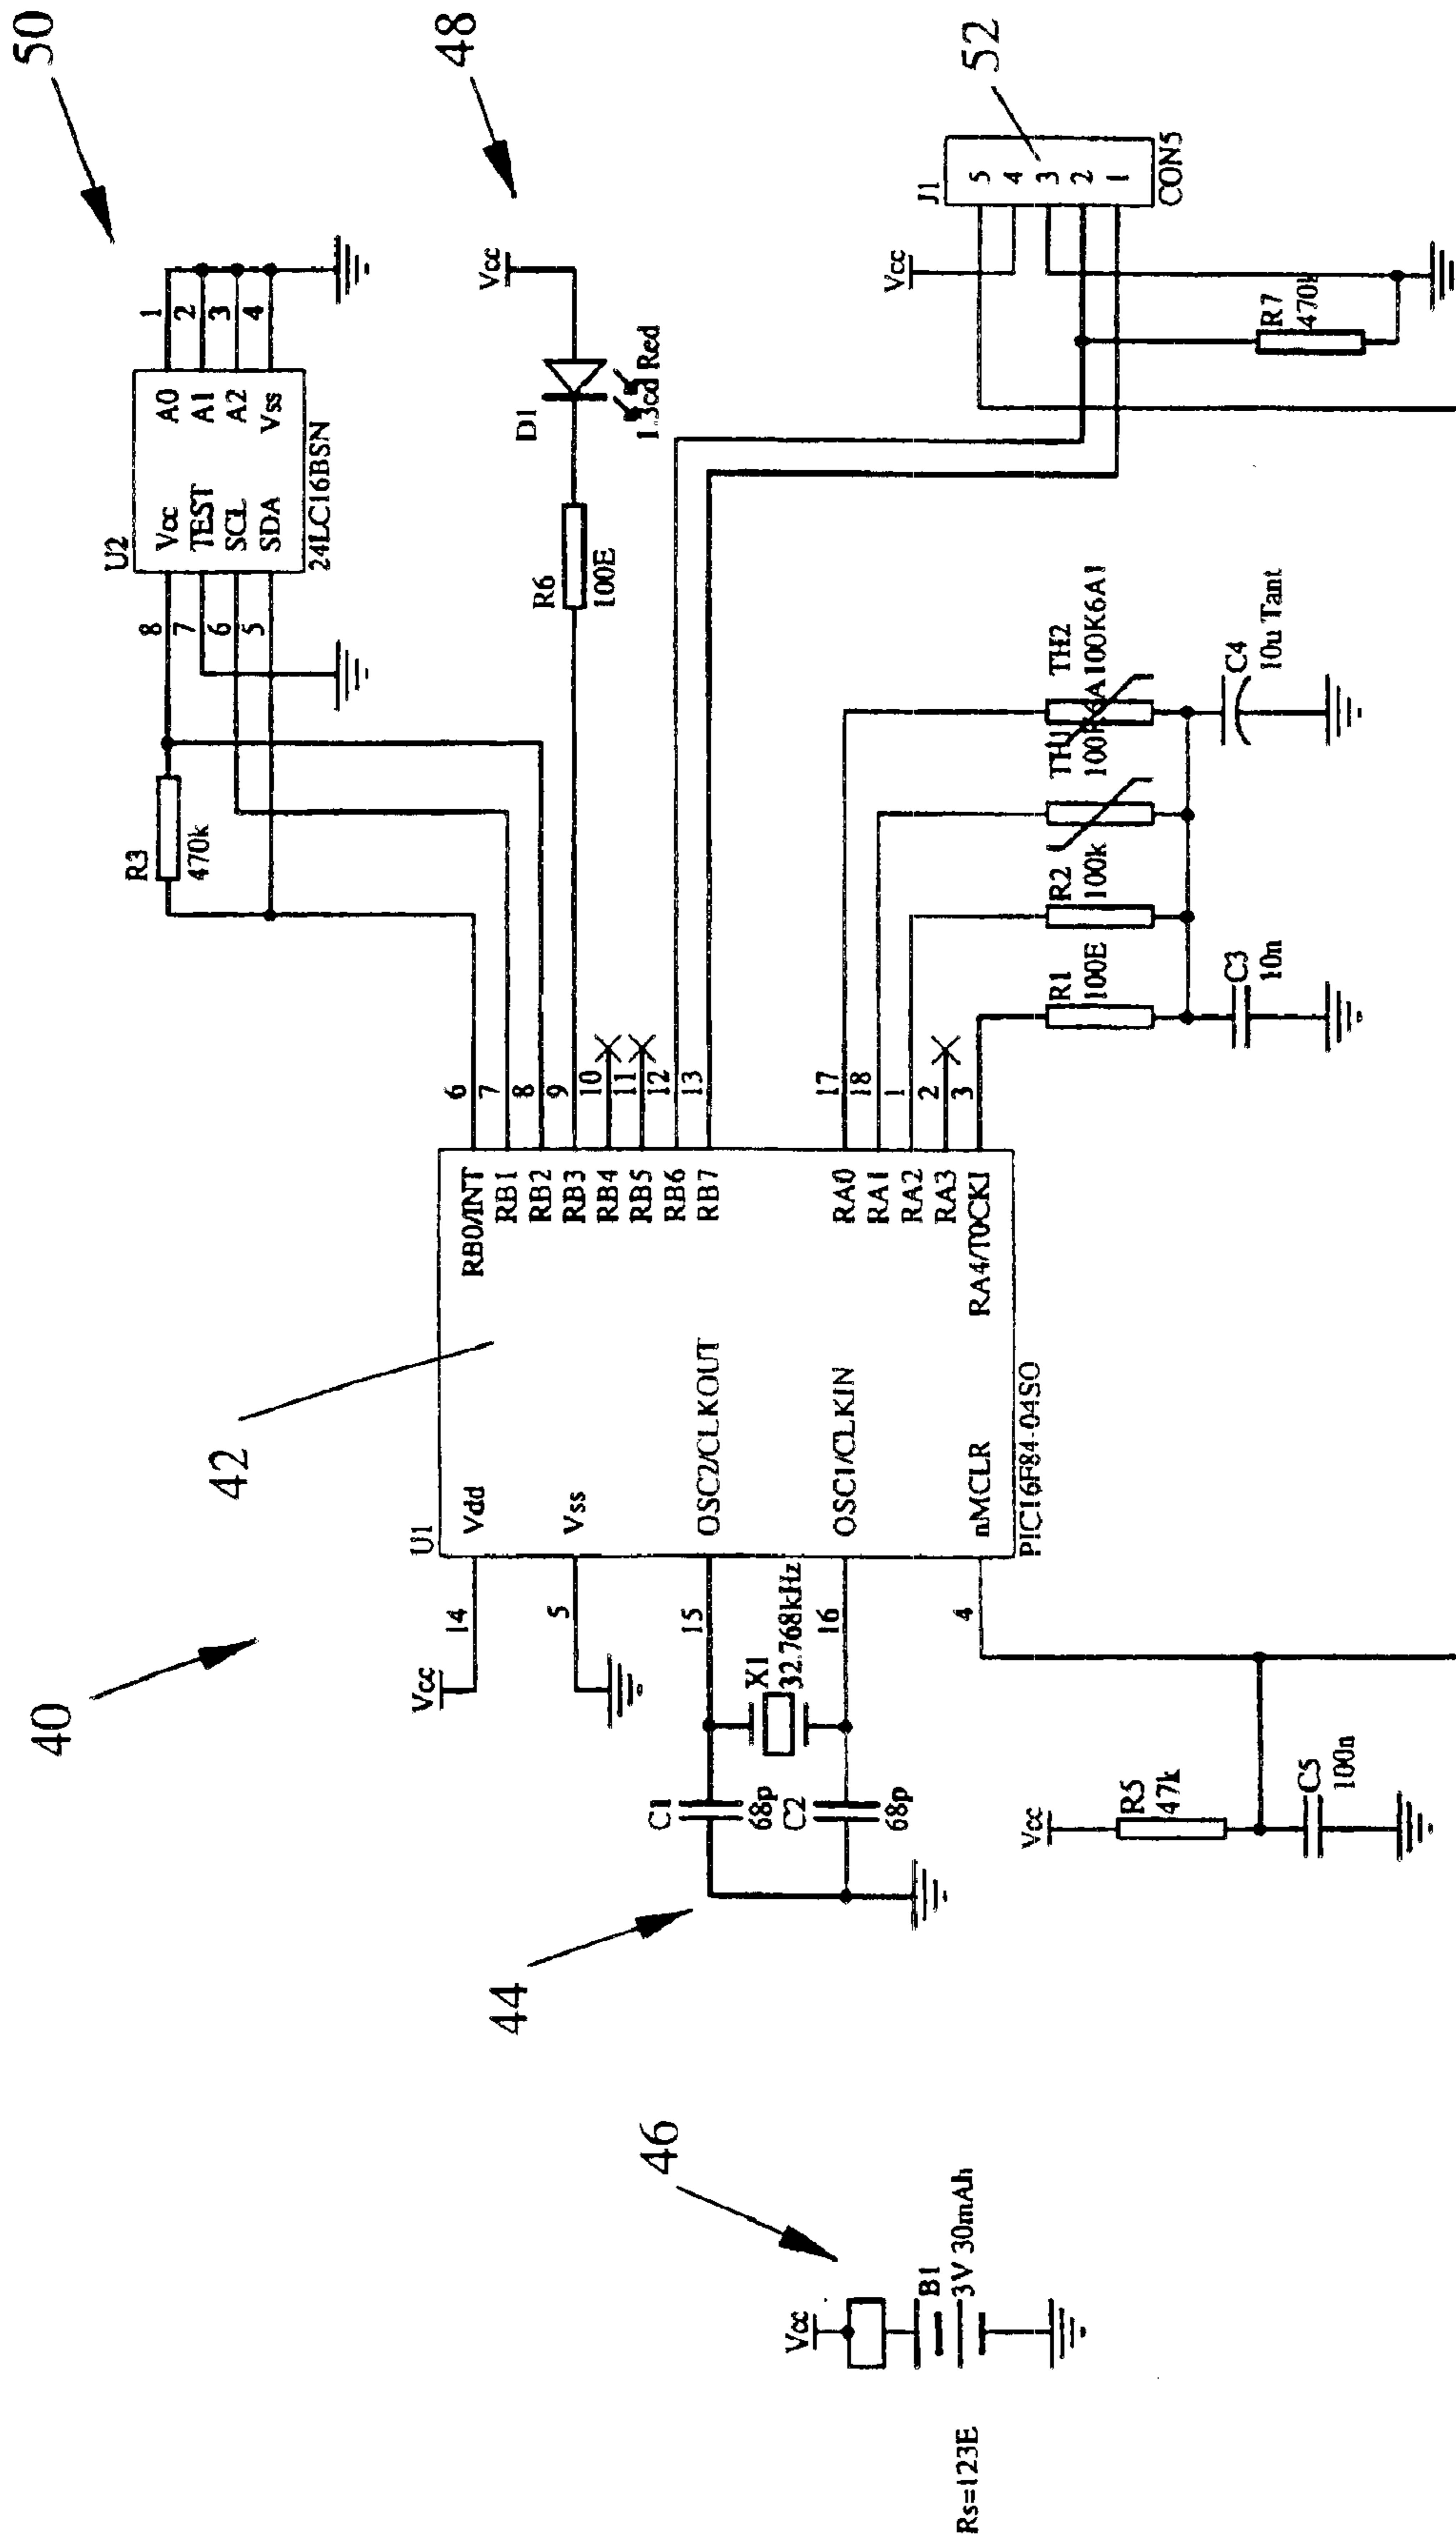 40
42
44
46
48
50
52
U1
Vdd
Vss
OSC2/CLKOUT
OSC1/CLKIN
nMCLR
RB0/INT
RB1
RB2
RB3
RB4
RB5
RB6
RB7
RA0
RA1
RA2
RA3
RA4/T0CKI
PIC16F84-04SO
14
5
15
16
4
6
7
8
9
10
11
12
13
17
18
1
2
3
Vcc
C1
68p
C2
68p
X1
32.768kHz
Vcc
R5
47k
C5
100n
Vcc
B1
3V 30mAh
Rs=123E
U2
Vcc
TEST
SCL
SDA
A0
A1
A2
Vss
24LC16BSN
8
7
6
5
1
2
3
4
R3
470k
R6
100E
D1
1.3cd Red
Vcc
J1
5
4
3
2
1
CON5
Vcc
R7
470k
R1
100E
R2
100k
TH1
TH2
100K6A1
C3
10n
C4
10u Tant